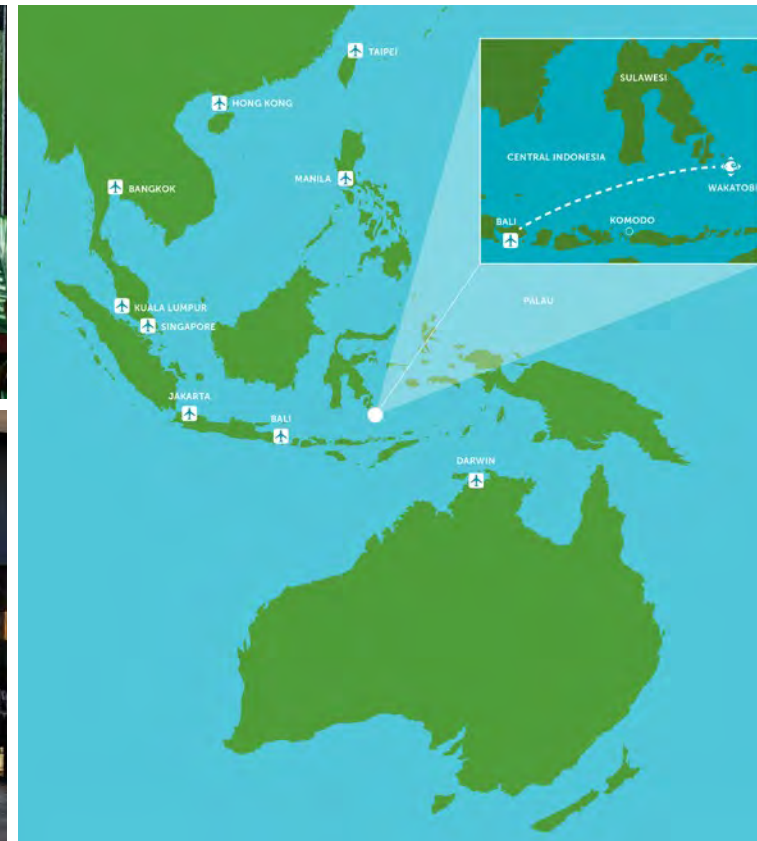 TAIPEI
HONG KONG
SULAWESI
CENTRAL INDONESIA
WAKATOBI
BALI
KOMODO
MANILA
BANGKOK
PALAU
KUALA LUMPUR
SINGAPORE
JAKARTA
BALI
DARWIN